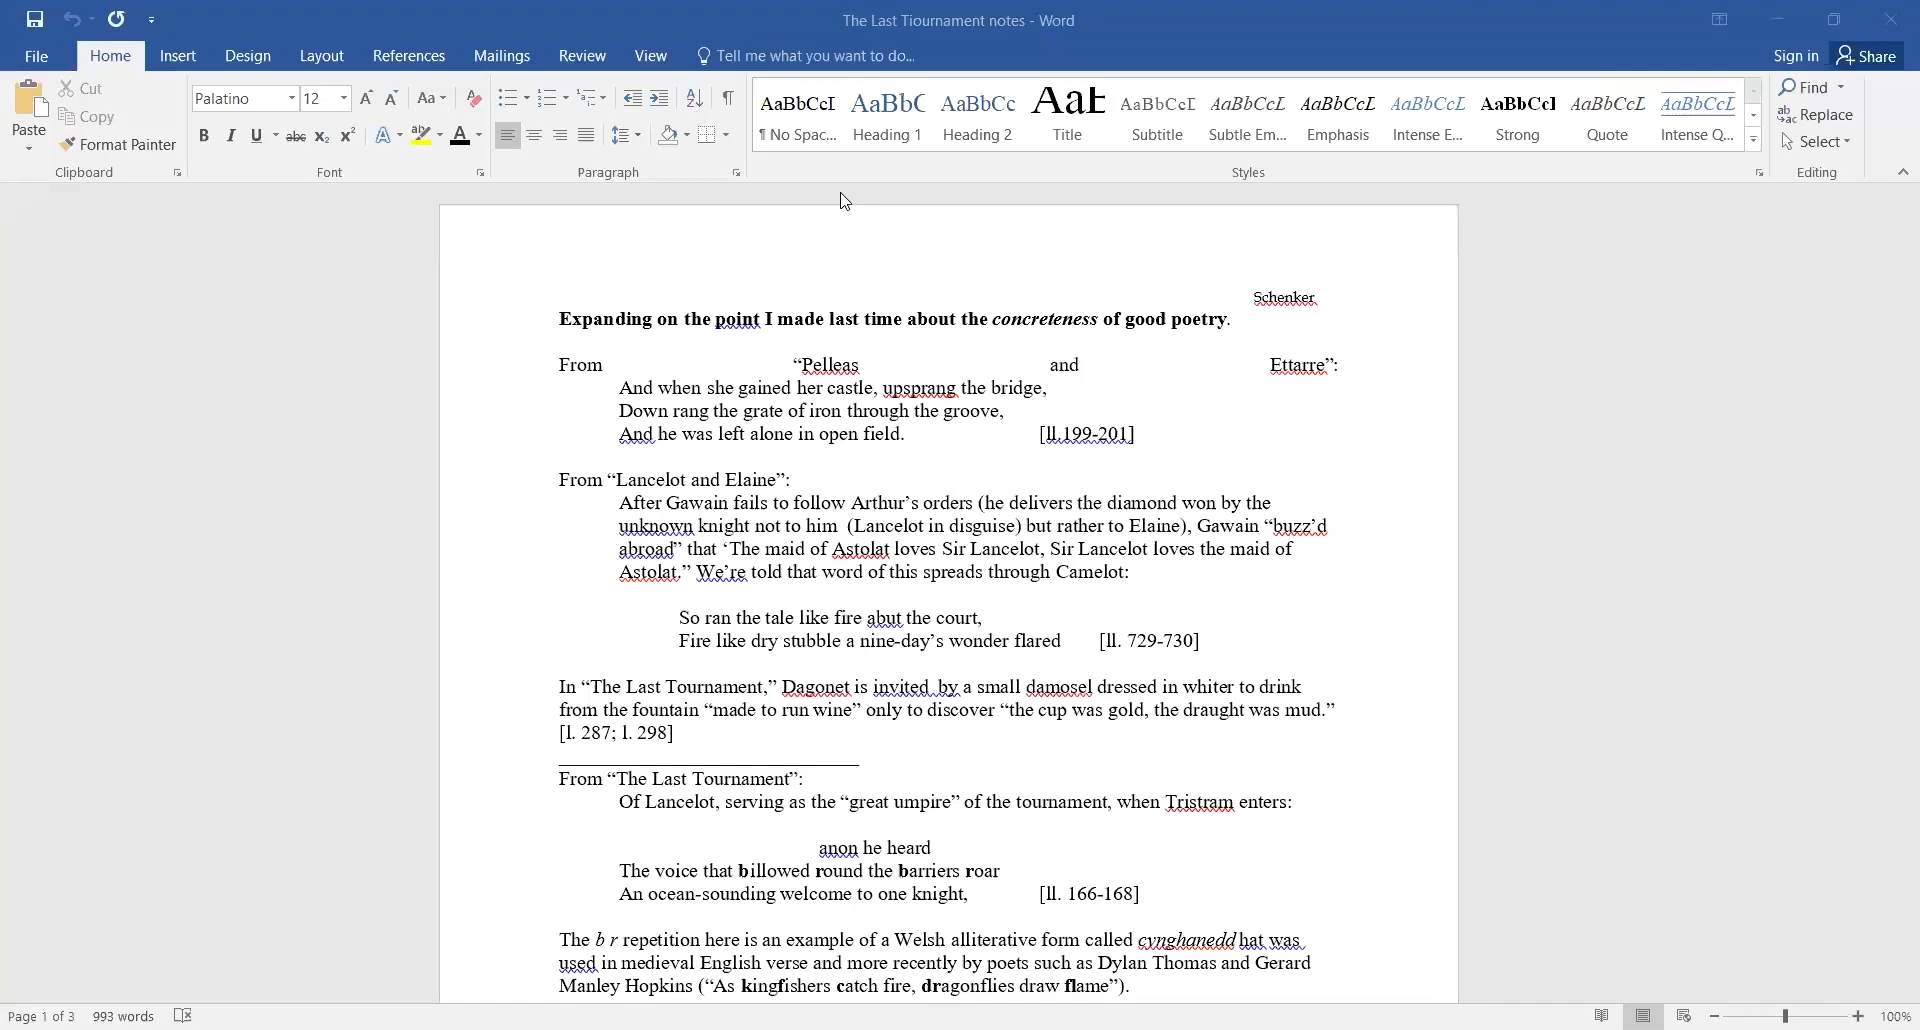 The Last Tiournament notes - Word
File Home Insert Design Layout References Mailings Review View Tell me what you want to do... Sign in Share
Paste
Cut
Copy
Format Painter
Clipboard
Palatino 12
Font
Paragraph
AaBbCcI AaBbC AaBbCc AaB AaBbCcD AaBbCcL AaBbCcL AaBbCcL AaBbCcI AaBbCcL AaBbCcL
¶ No Spac... Heading 1 Heading 2 Title Subtitle Subtle Em... Emphasis Intense E... Strong Quote Intense Q...
Styles
Find
Replace
Select
Editing
Schenker
Expanding on the point I made last time about the concreteness of good poetry.
From “Pelleas and Ettarre”:
And when she gained her castle, upsprang the bridge,
Down rang the grate of iron through the groove,
And he was left alone in open field. [ll.199-201]
From “Lancelot and Elaine”:
After Gawain fails to follow Arthur’s orders (he delivers the diamond won by the
unknown knight not to him (Lancelot in disguise) but rather to Elaine), Gawain “buzz’d
abroad” that ‘The maid of Astolat loves Sir Lancelot, Sir Lancelot loves the maid of
Astolat.” We’re told that word of this spreads through Camelot:
So ran the tale like fire abut the court,
Fire like dry stubble a nine-day’s wonder flared [ll. 729-730]
In “The Last Tournament,” Dagonet is invited by a small damosel dressed in whiter to drink
from the fountain “made to run wine” only to discover “the cup was gold, the draught was mud.”
[l. 287; l. 298]
From “The Last Tournament”:
Of Lancelot, serving as the “great umpire” of the tournament, when Tristram enters:
anon he heard
The voice that billowed round the barriers roar
An ocean-sounding welcome to one knight, [ll. 166-168]
The b r repetition here is an example of a Welsh alliterative form called cynghanedd hat was
used in medieval English verse and more recently by poets such as Dylan Thomas and Gerard
Manley Hopkins (“As kingfishers catch fire, dragonflies draw flame”).
Page 1 of 3 993 words 100%